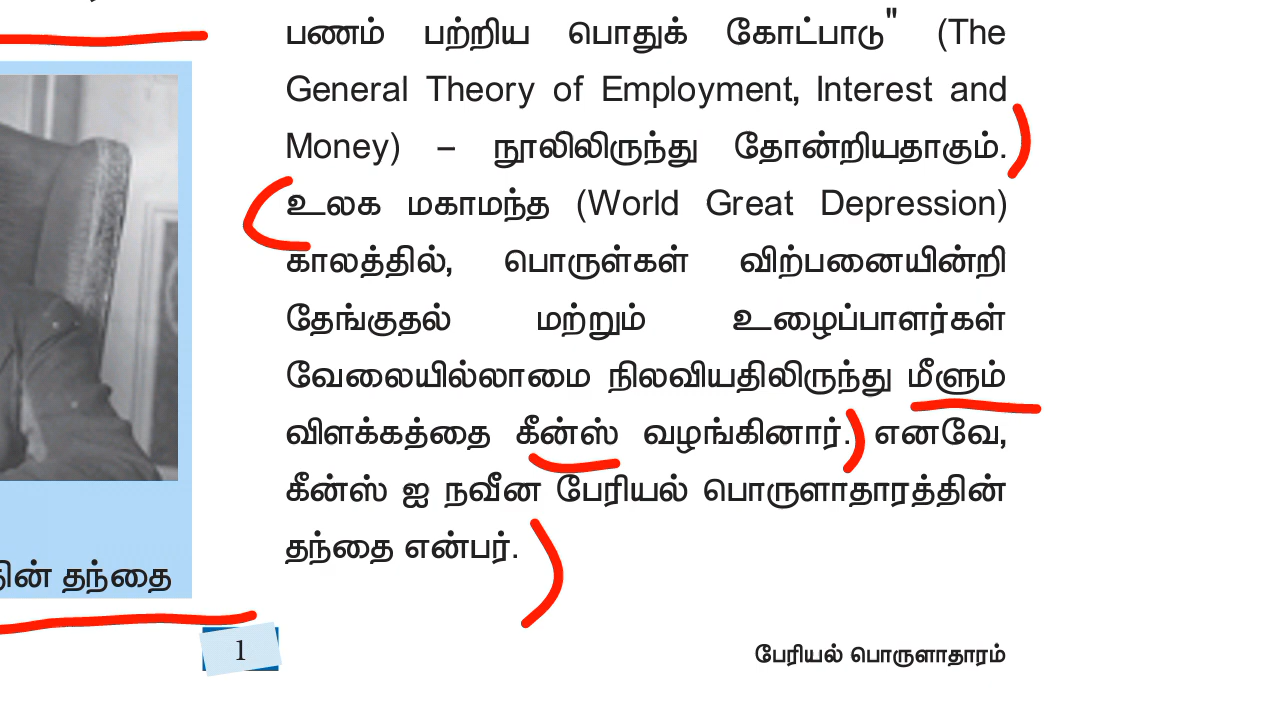 பணம் பற்றிய பொதுக் கோட்பாடு" (The
General Theory of Employment, Interest and
Money) – நூலிலிருந்து தோன்றியதாகும்.
உலக மகாமந்த (World Great Depression)
காலத்தில், பொருள்கள் விற்பனையின்றி
தேங்குதல் மற்றும் உழைப்பாளர்கள்
வேலையில்லாமை நிலவியதிலிருந்து மீளும்
விளக்கத்தை கீன்ஸ் வழங்கினார். எனவே,
கீன்ஸ் ஐ நவீன பேரியல் பொருளாதாரத்தின்
தந்தை என்பர்.
தின் தந்தை
1
பேரியல் பொருளாதாரம்